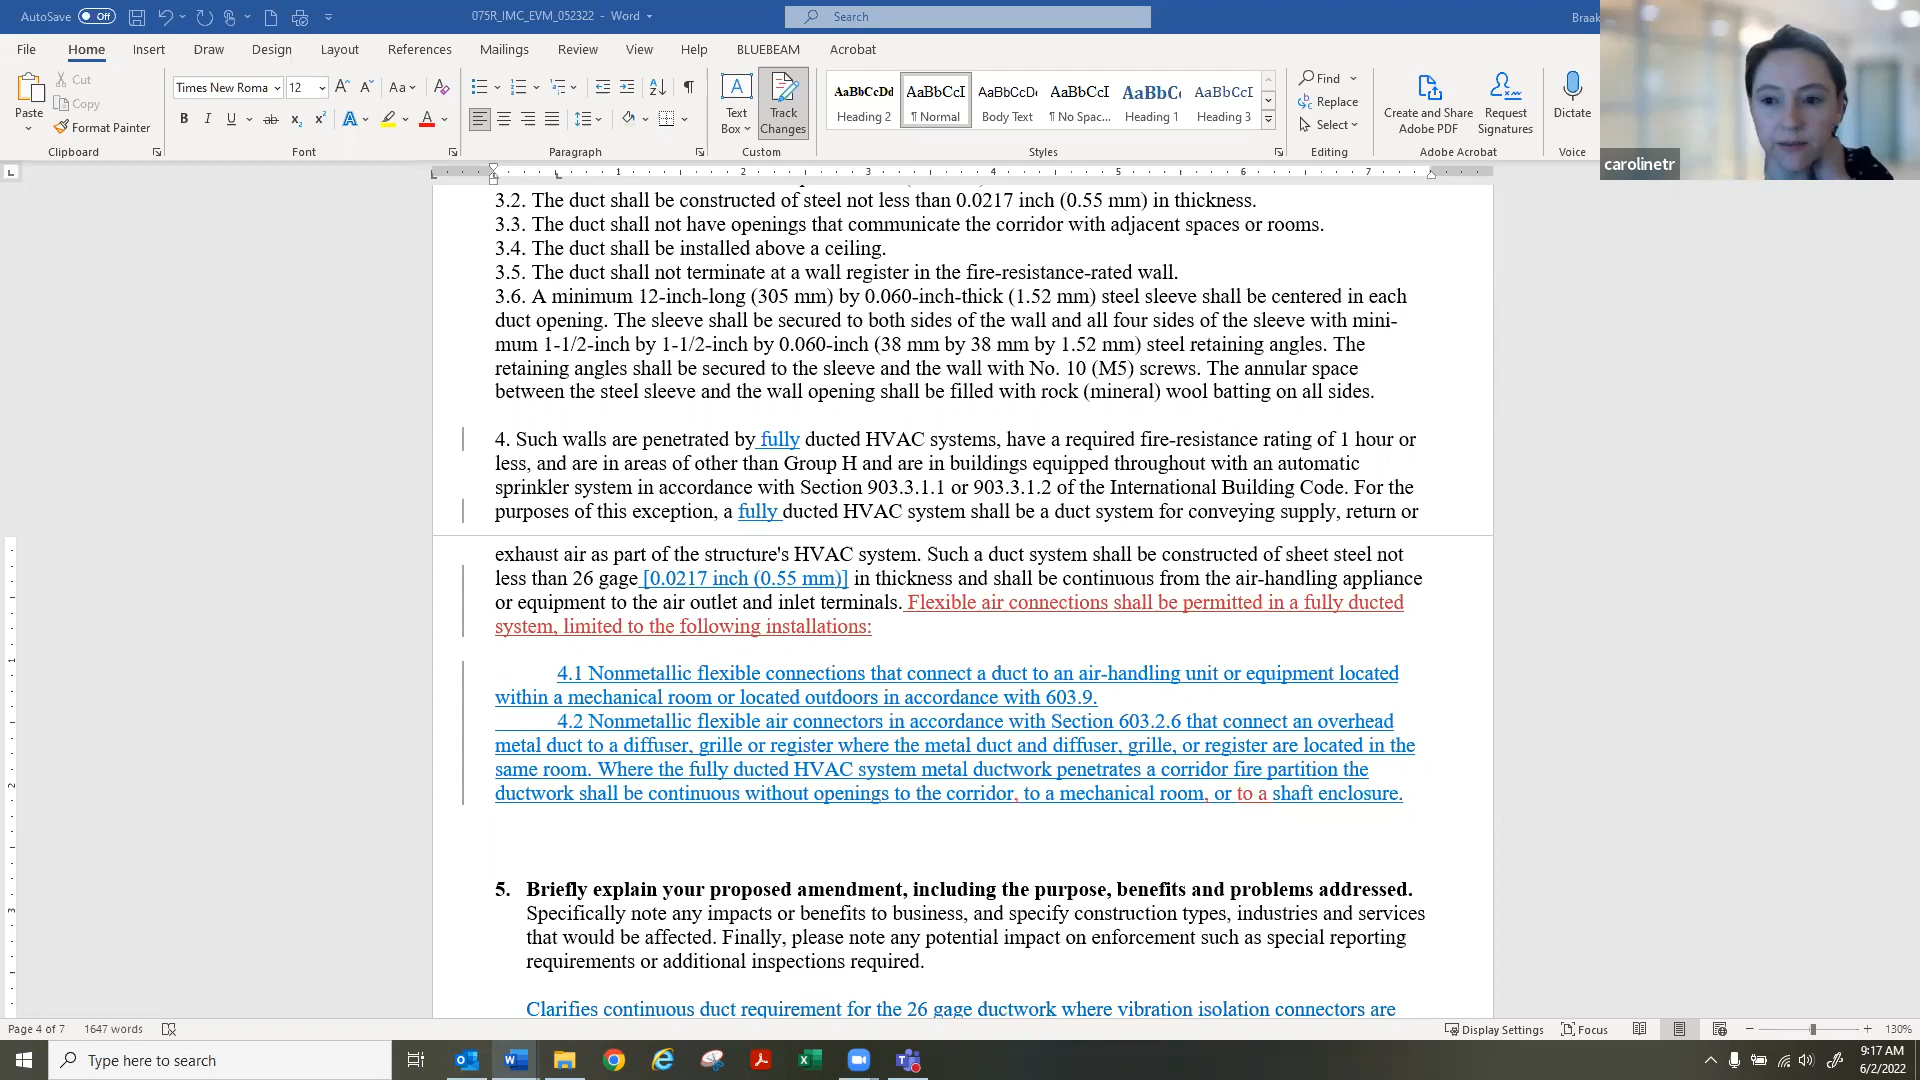 AutoSave Off 075R_IMC_EVM_052322 - Word Search Braak
File Home Insert Draw Design Layout References Mailings Review View Help BLUEBEAM Acrobat
Paste Cut Copy Format Painter
Times New Roma 12 Aa
B I U ab x₂ x² A A
Text Box Track Changes
AaBbCcDd AaBbCcI AaBbCcDc AaBbCcI AaBbCc AaBbCcI
Heading 2 ¶ Normal Body Text ¶ No Spac... Heading 1 Heading 3
Find Replace Select
Create and Share Adobe PDF Request Signatures Dictate
Clipboard Font Paragraph Custom Styles Editing Adobe Acrobat Voice
carolinetr
1 2 3 4 5 6 7
3.2. The duct shall be constructed of steel not less than 0.0217 inch (0.55 mm) in thickness.
3.3. The duct shall not have openings that communicate the corridor with adjacent spaces or rooms.
3.4. The duct shall be installed above a ceiling.
3.5. The duct shall not terminate at a wall register in the fire-resistance-rated wall.
3.6. A minimum 12-inch-long (305 mm) by 0.060-inch-thick (1.52 mm) steel sleeve shall be centered in each
duct opening. The sleeve shall be secured to both sides of the wall and all four sides of the sleeve with mini-
mum 1-1/2-inch by 1-1/2-inch by 0.060-inch (38 mm by 38 mm by 1.52 mm) steel retaining angles. The
retaining angles shall be secured to the sleeve and the wall with No. 10 (M5) screws. The annular space
between the steel sleeve and the wall opening shall be filled with rock (mineral) wool batting on all sides.
4. Such walls are penetrated by fully ducted HVAC systems, have a required fire-resistance rating of 1 hour or
less, and are in areas of other than Group H and are in buildings equipped throughout with an automatic
sprinkler system in accordance with Section 903.3.1.1 or 903.3.1.2 of the International Building Code. For the
purposes of this exception, a fully ducted HVAC system shall be a duct system for conveying supply, return or
exhaust air as part of the structure's HVAC system. Such a duct system shall be constructed of sheet steel not
less than 26 gage [0.0217 inch (0.55 mm)] in thickness and shall be continuous from the air-handling appliance
or equipment to the air outlet and inlet terminals. Flexible air connections shall be permitted in a fully ducted
system, limited to the following installations:
4.1 Nonmetallic flexible connections that connect a duct to an air-handling unit or equipment located
within a mechanical room or located outdoors in accordance with 603.9.
4.2 Nonmetallic flexible air connectors in accordance with Section 603.2.6 that connect an overhead
metal duct to a diffuser, grille or register where the metal duct and diffuser, grille, or register are located in the
same room. Where the fully ducted HVAC system metal ductwork penetrates a corridor fire partition the
ductwork shall be continuous without openings to the corridor, to a mechanical room, or to a shaft enclosure.
5. Briefly explain your proposed amendment, including the purpose, benefits and problems addressed.
Specifically note any impacts or benefits to business, and specify construction types, industries and services
that would be affected. Finally, please note any potential impact on enforcement such as special reporting
requirements or additional inspections required.
Clarifies continuous duct requirement for the 26 gage ductwork where vibration isolation connectors are
Page 4 of 7 1647 words Display Settings Focus 130%
Type here to search
9:17 AM
6/2/2022